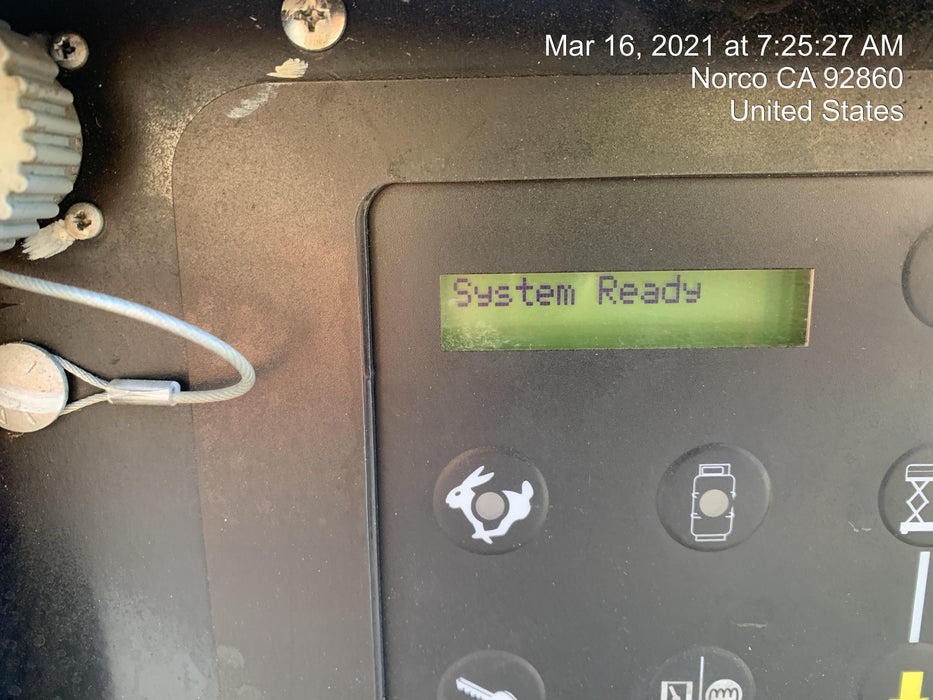 Mar 16, 2021 at 7:25:27 AM
Norco CA 92860
United States
System Ready